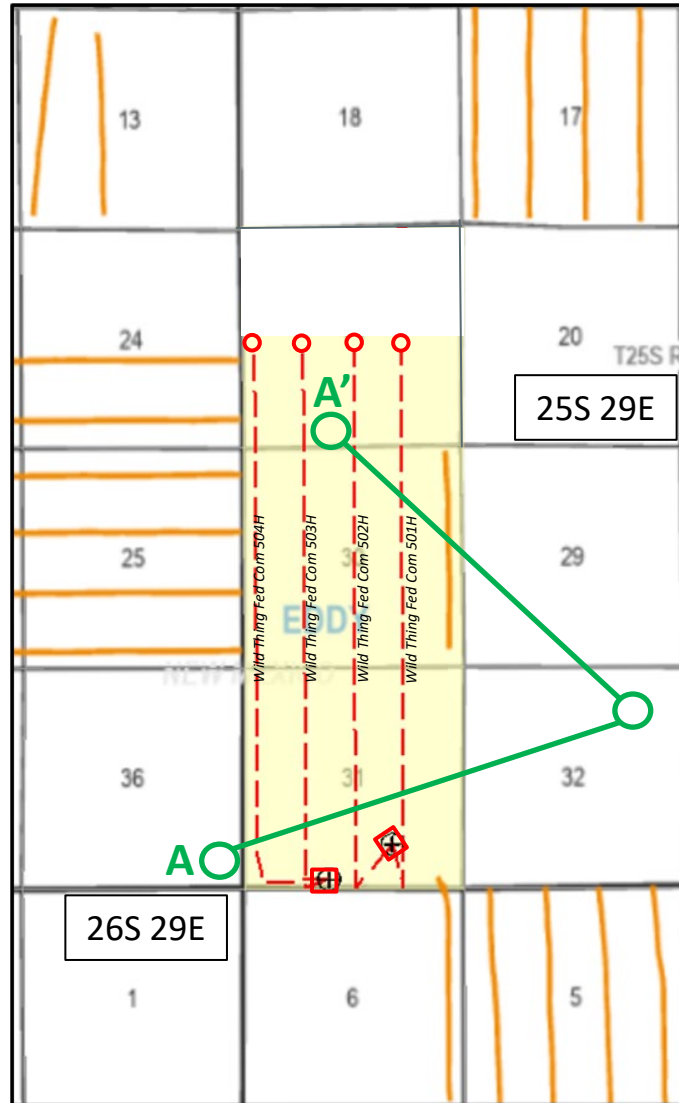 13
18
17
24
20
T25S R
A’
25S 29E
25
30
29
Wild Thing Fed Com 504H
Wild Thing Fed Com 503H
Wild Thing Fed Com 502H
Wild Thing Fed Com 501H
EDDY
36
31
32
A
26S 29E
1
6
5